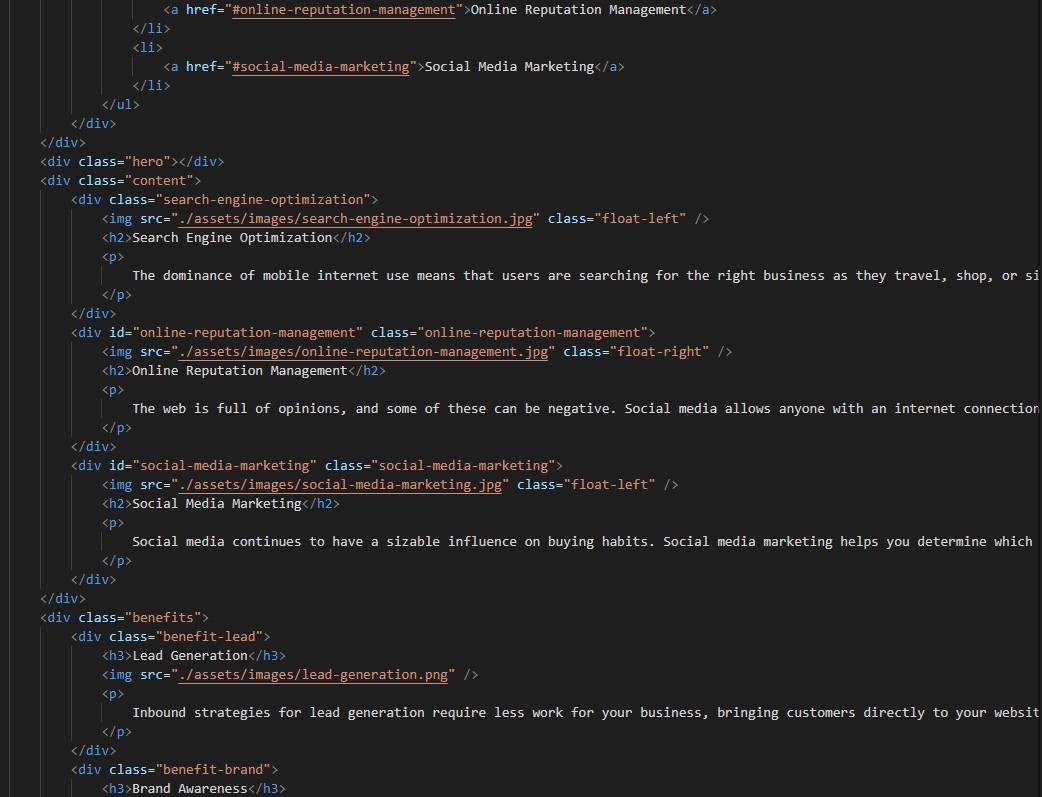 <a href="#online-reputation-management">Online Reputation Management</a>
</li>
<li>
<a href="#social-media-marketing">Social Media Marketing</a>
</li>
</ul>
</div>
</div>
<div class="hero"></div>
<div class="content">
<div class="search-engine-optimization">
<img src="./assets/images/search-engine-optimization.jpg" class="float-left" />
<h2>Search Engine Optimization</h2>
<p>
The dominance of mobile internet use means that users are searching for the right business as they travel, shop, or si
</p>
</div>
<div id="online-reputation-management" class="online-reputation-management">
<img src="./assets/images/online-reputation-management.jpg" class="float-right" />
<h2>Online Reputation Management</h2>
<p>
The web is full of opinions, and some of these can be negative. Social media allows anyone with an internet connection
</p>
</div>
<div id="social-media-marketing" class="social-media-marketing">
<img src="./assets/images/social-media-marketing.jpg" class="float-left" />
<h2>Social Media Marketing</h2>
<p>
Social media continues to have a sizable influence on buying habits. Social media marketing helps you determine which
</p>
</div>
</div>
<div class="benefits">
<div class="benefit-lead">
<h3>Lead Generation</h3>
<img src="./assets/images/lead-generation.png" />
<p>
Inbound strategies for lead generation require less work for your business, bringing customers directly to your websit
</p>
</div>
<div class="benefit-brand">
<h3>Brand Awareness</h3>